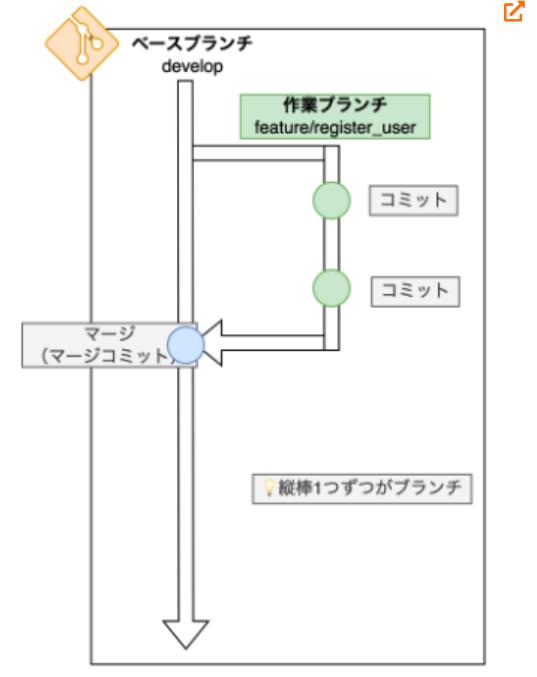 ベースブランチ
develop
作業ブランチ
feature/register_user
コミット
コミット
マージ
（マージコミット）
💡縦棒1つずつがブランチ